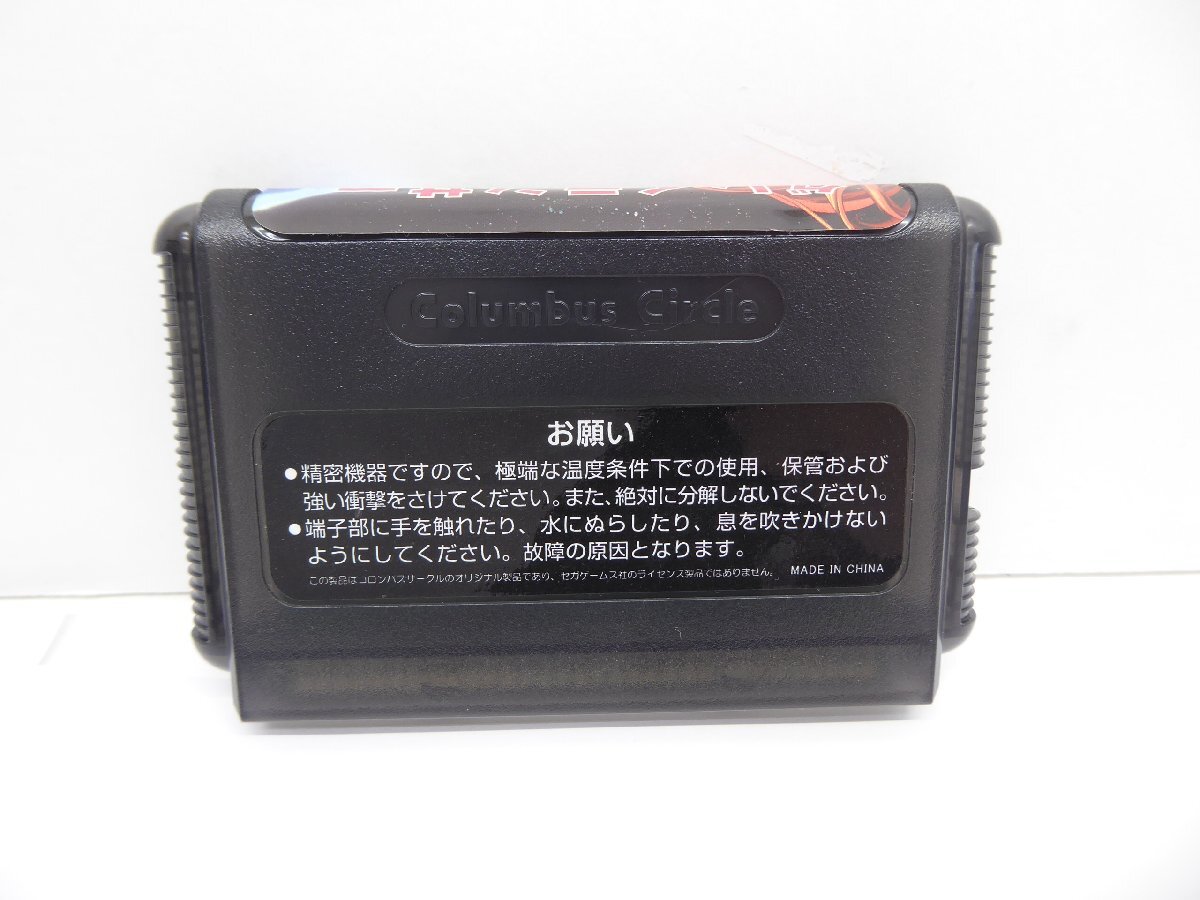 Columbus Circle
お願い
●精密機器ですので、極端な温度条件下での使用、保管および
強い衝撃をさけてください。また、絶対に分解しないでください。
●端子部に手を触れたり、水にぬらしたり、息を吹きかけない
ようにしてください。故障の原因となります。
この製品はコロンバスサークルのオリジナル製品であり、セガゲームス社のライセンス製品ではありません。 MADE IN CHINA